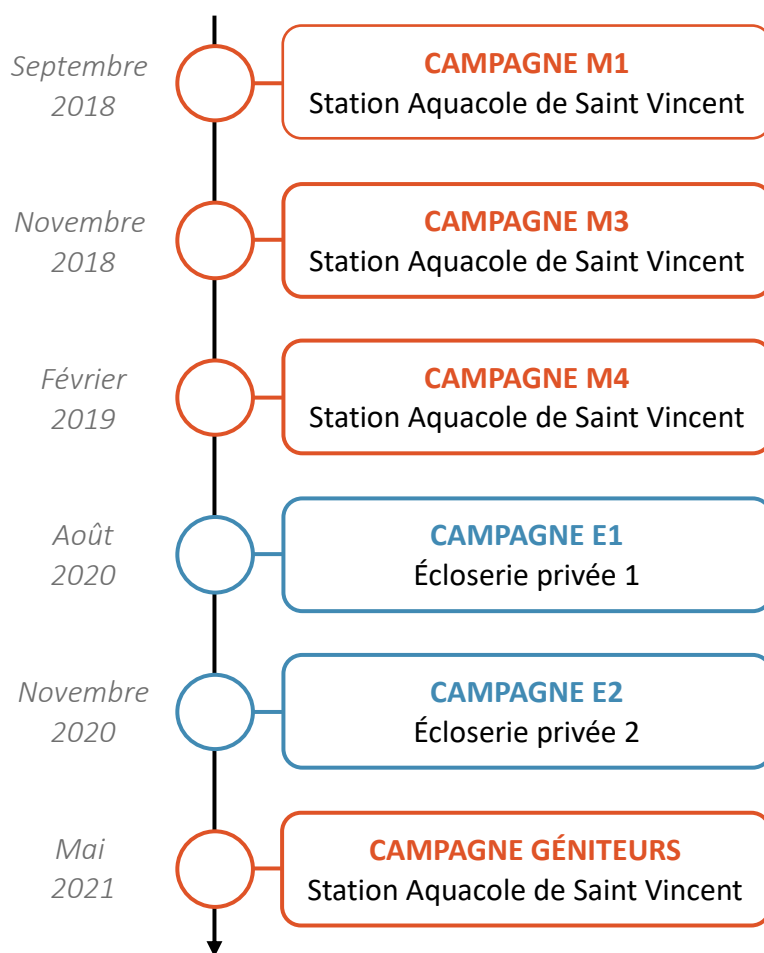 Septembre
2018
CAMPAGNE M1
Station Aquacole de Saint Vincent
Novembre
2018
CAMPAGNE M3
Station Aquacole de Saint Vincent
Février
2019
CAMPAGNE M4
Station Aquacole de Saint Vincent
Août
2020
CAMPAGNE E1
Écloserie privée 1
Novembre
2020
CAMPAGNE E2
Écloserie privée 2
Mai
2021
CAMPAGNE GÉNITEURS
Station Aquacole de Saint Vincent